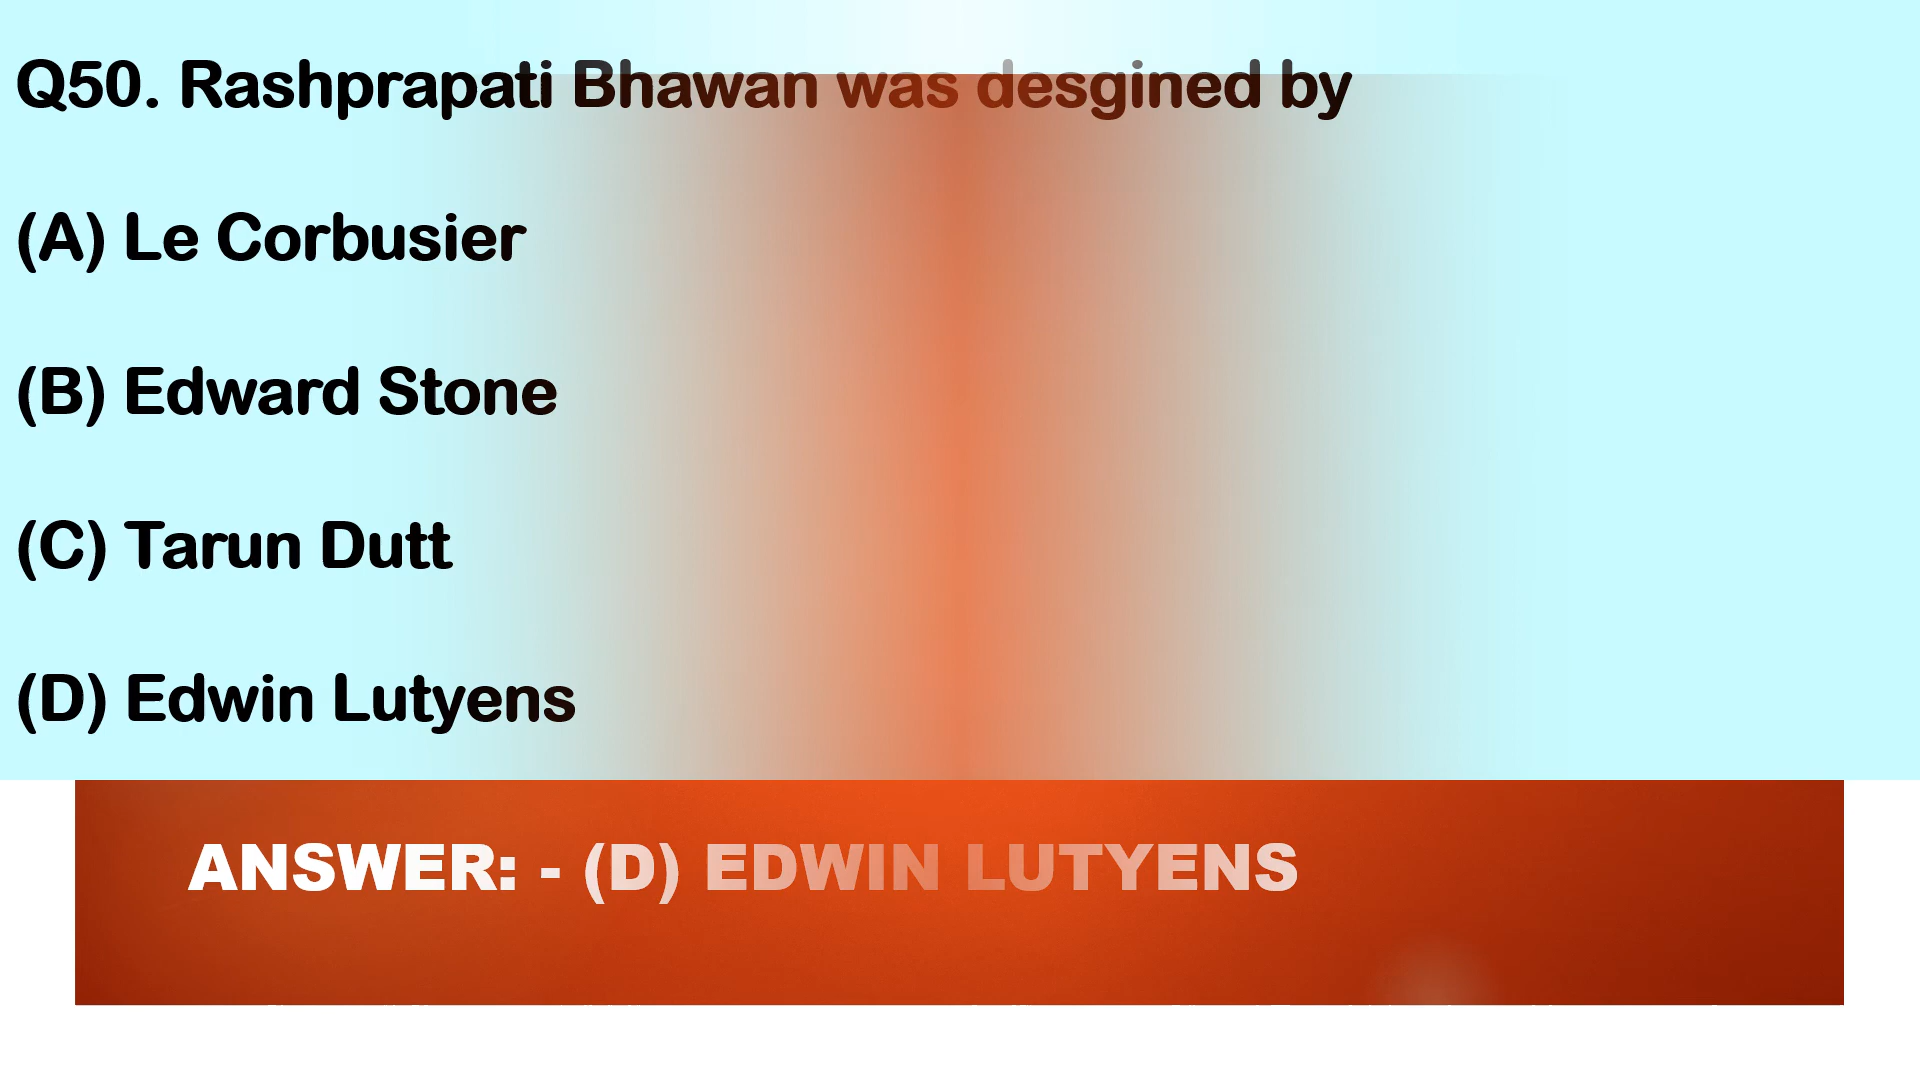 Q50. Rashprapati Bhawan was desgined by
(A) Le Corbusier
(B) Edward Stone
(C) Tarun Dutt
(D) Edwin Lutyens
ANSWER: - (D) EDWIN LUTYENS